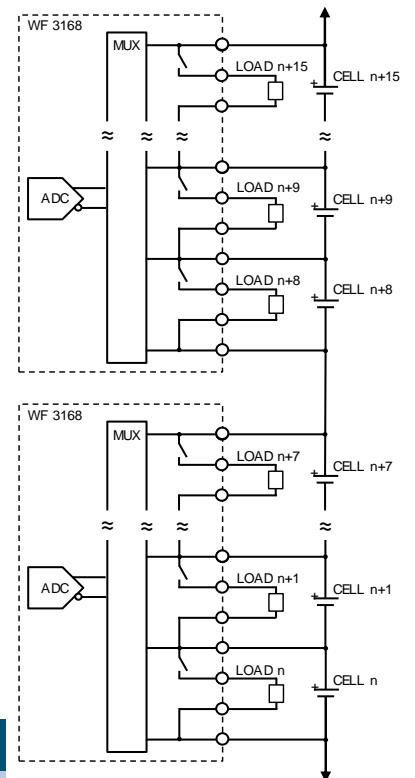 WF 3168
MUX
LOAD n+15
CELL n+15
+
≈ ≈ ≈ ≈
LOAD n+9
CELL n+9
+
ADC
LOAD n+8
CELL n+8
+
WF 3168
MUX
LOAD n+7
CELL n+7
+
≈ ≈ ≈ ≈
LOAD n+1
CELL n+1
+
ADC
LOAD n
CELL n
+